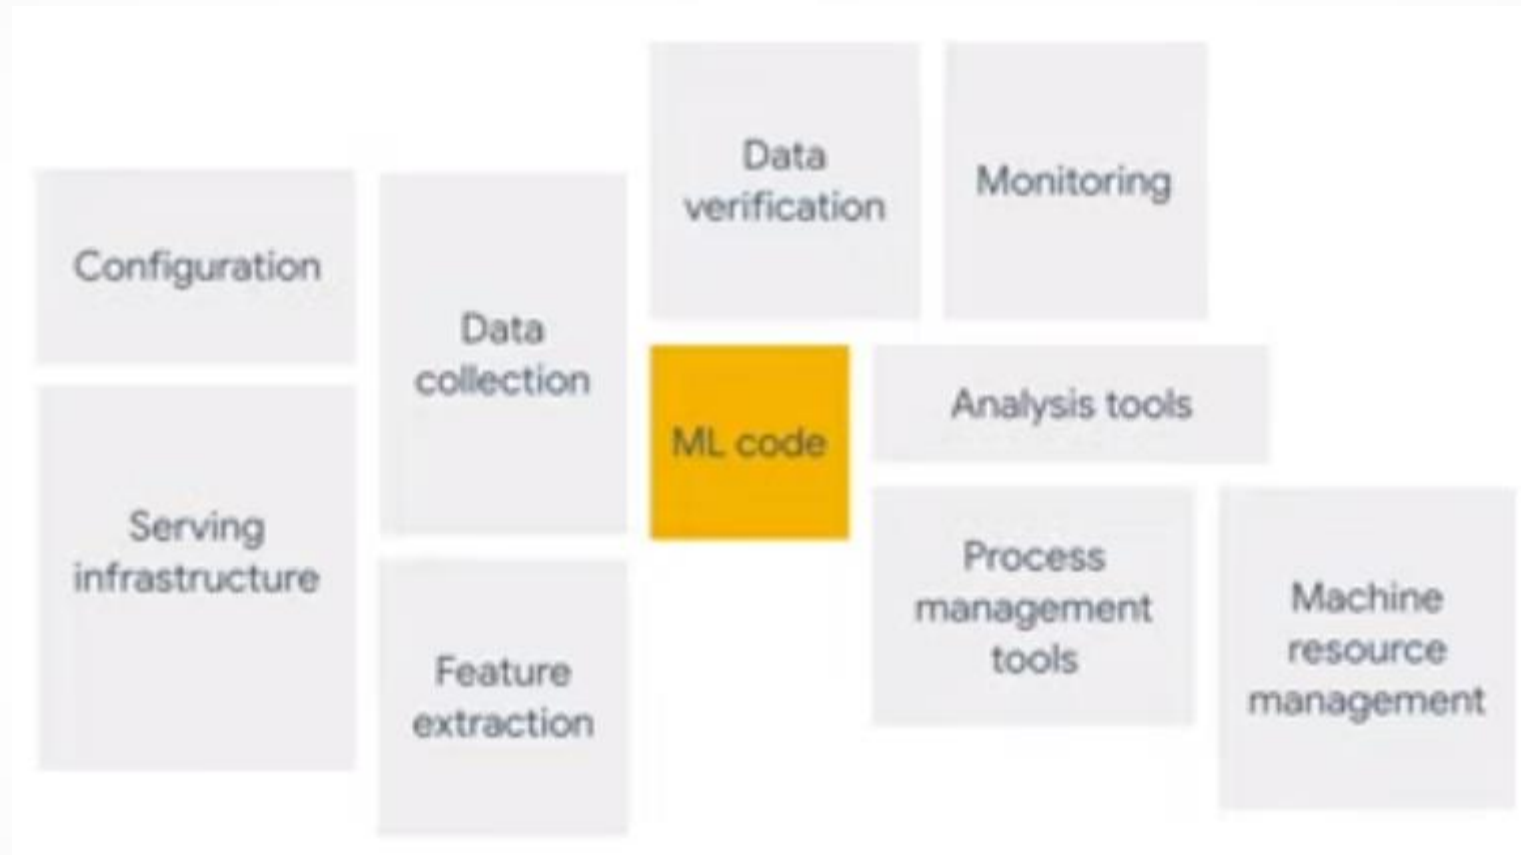 Configuration
Serving
infrastructure
Data
collection
Feature
extraction
Data
verification
Monitoring
ML code
Analysis tools
Process
management
tools
Machine
resource
management